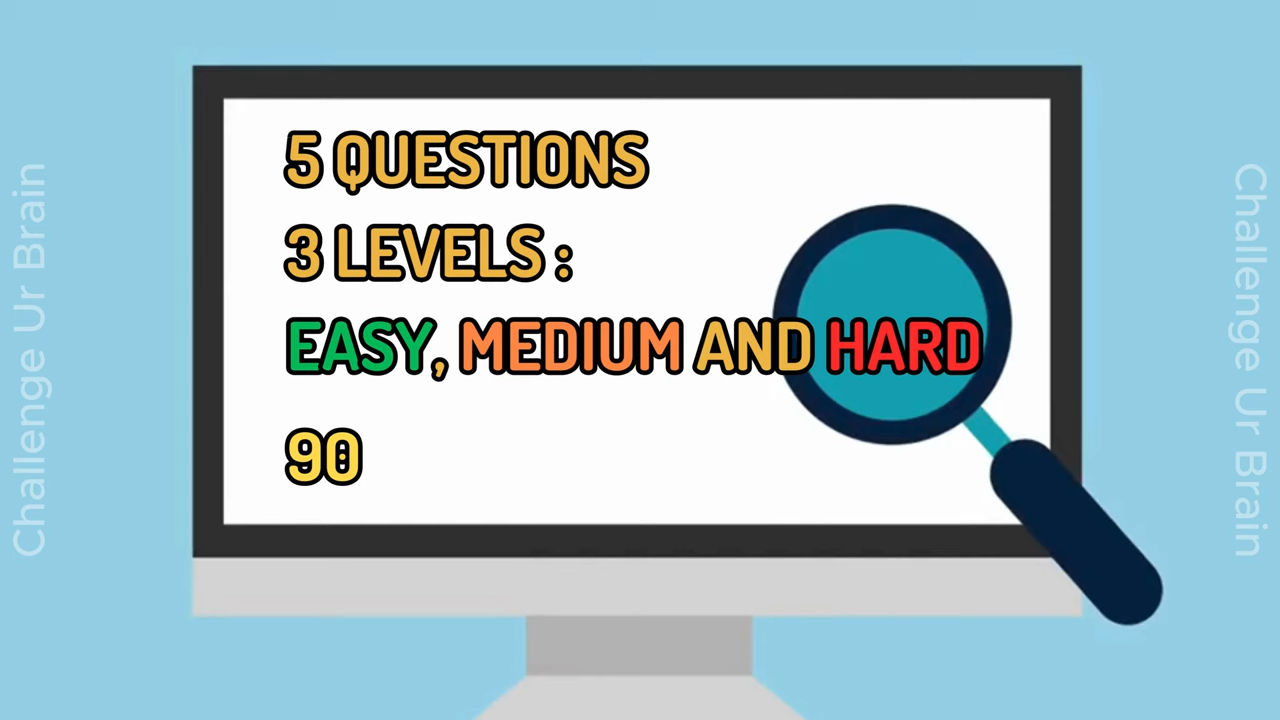 5 QUESTIONS
3 LEVELS :
EASY, MEDIUM AND HARD
90
Challenge Ur Brain
Challenge Ur Brain